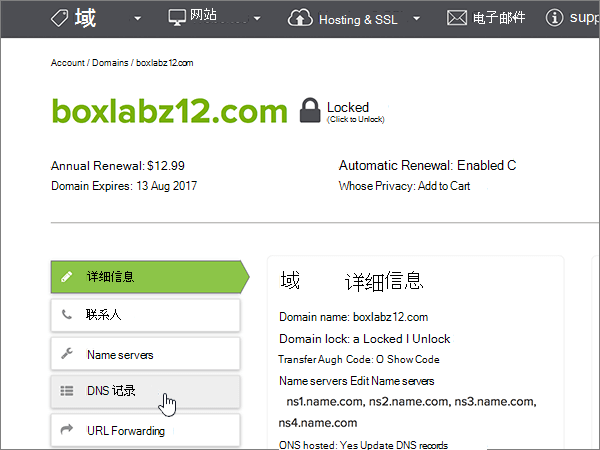 域 网站 Hosting & SSL 电子邮件 supp
Account / Domains / boxlabz12.com
boxlabz12.com Locked
(Click to Unlock)
Annual Renewal: $12.99 Automatic Renewal: Enabled C
Domain Expires: 13 Aug 2017 Whose Privacy: Add to Cart
详细信息
联系人
Name servers
DNS 记录
URL Forwarding
域 详细信息
Domain name: boxlabz12.com
Domain lock: a Locked I Unlock
Transfer Augh Code: O Show Code
Name servers Edit Name servers
ns1.name.com, ns2.name.com, ns3.name.com,
ns4.name.com
ONS hosted: Yes Update DNS records